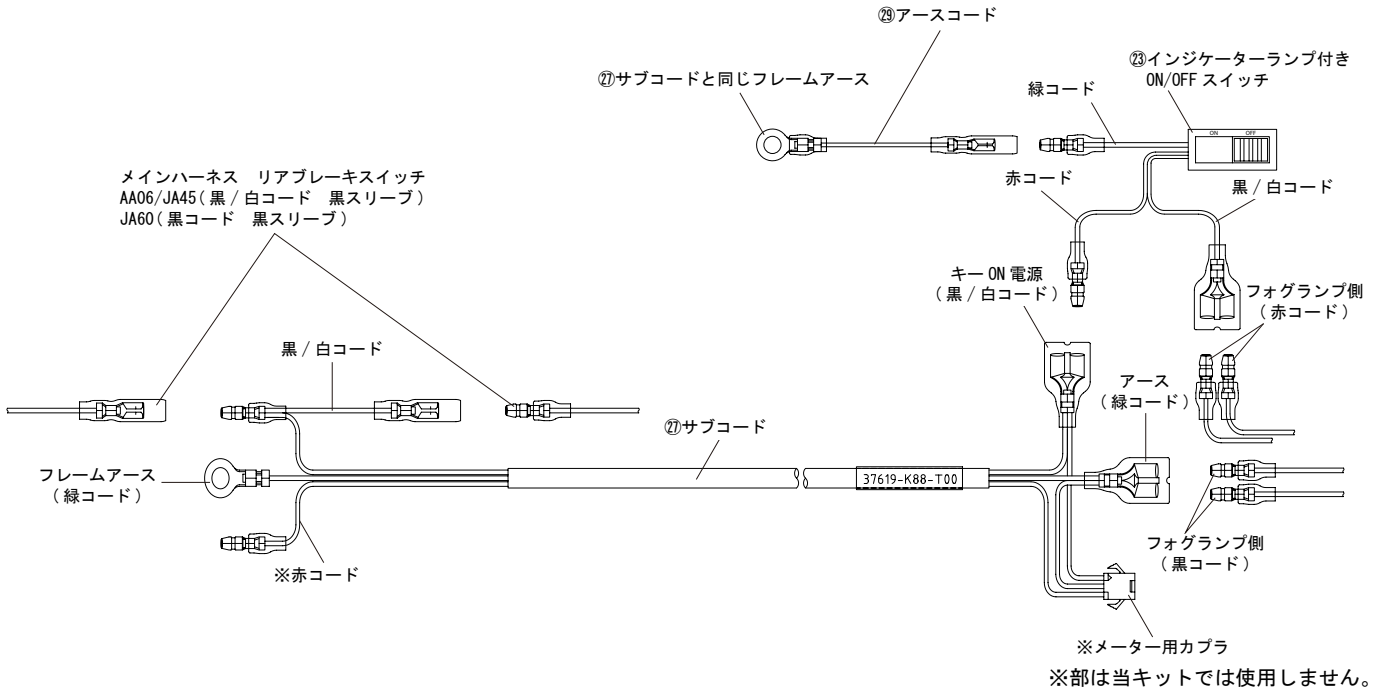 ㉙アースコード
㉗サブコードと同じフレームアース
㉓インジケーターランプ付き
ON/OFF スイッチ
緑コード
ON OFF
メインハーネス リアブレーキスイッチ
AA06/JA45(黒/白コード 黒スリーブ)
JA60(黒コード 黒スリーブ)
赤コード
黒/白コード
キーON電源
(黒/白コード)
フォグランプ側
(赤コード)
黒/白コード
アース
(緑コード)
㉗サブコード
フレームアース
(緑コード)
37619-K88-T00
フォグランプ側
(黒コード)
※赤コード
※メーター用カプラ
※部は当キットでは使用しません。